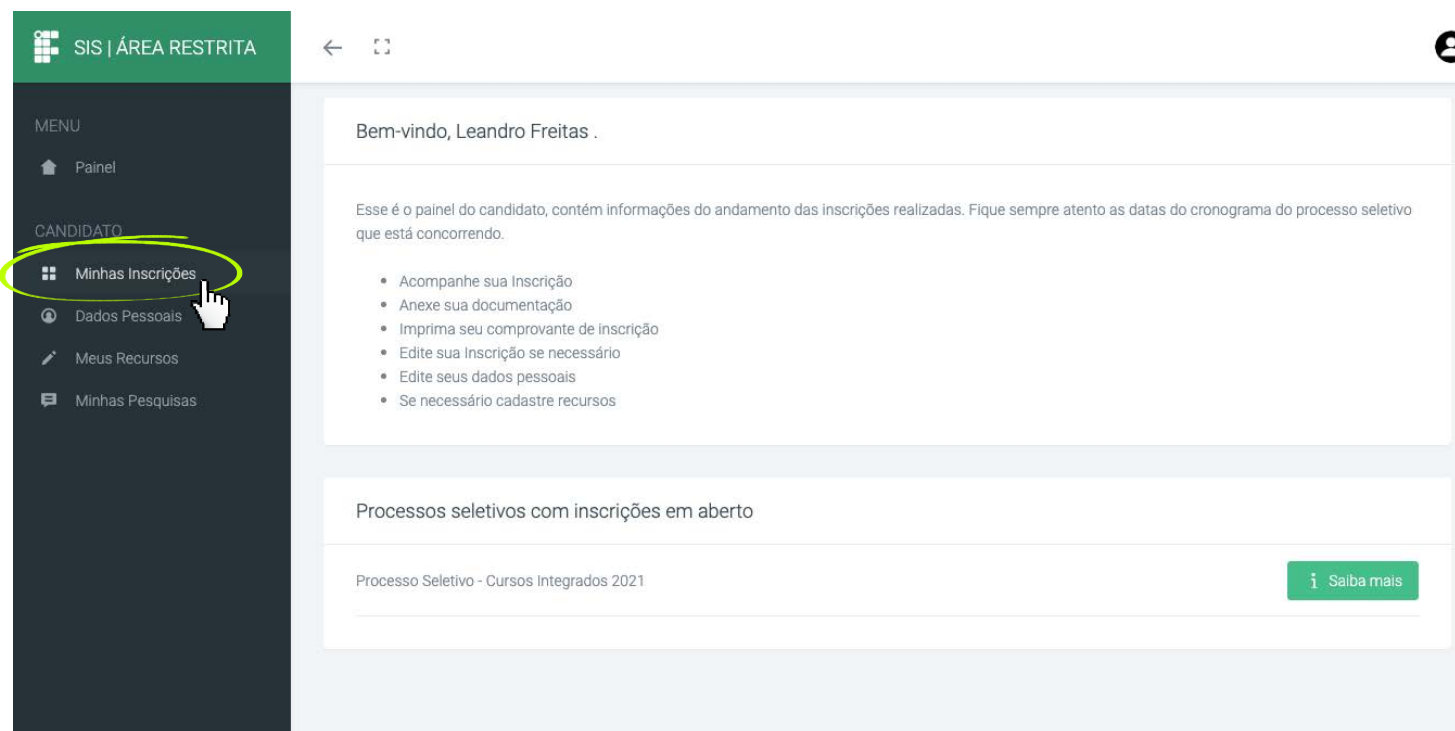 SIS | ÁREA RESTRITA
MENU
Painel
CANDIDATO
Minhas Inscrições
Dados Pessoais
Meus Recursos
Minhas Pesquisas
Bem-vindo, Leandro Freitas .
Esse é o painel do candidato, contém informações do andamento das inscrições realizadas. Fique sempre atento as datas do cronograma do processo seletivo
que está concorrendo.
Acompanhe sua Inscrição
Anexe sua documentação
Imprima seu comprovante de inscrição
Edite sua Inscrição se necessário
Edite seus dados pessoais
Se necessário cadastre recursos
Processos seletivos com inscrições em aberto
Processo Seletivo - Cursos Integrados 2021
Saiba mais